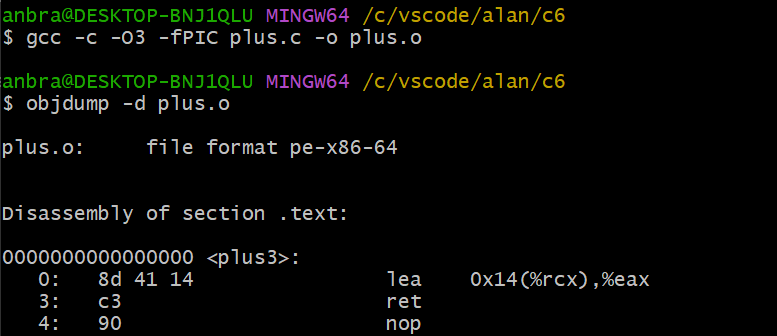 anbra@DESKTOP-BNJ1QLU MINGW64 /c/vscode/alan/c6
$ gcc -c -O3 -fPIC plus.c -o plus.o
anbra@DESKTOP-BNJ1QLU MINGW64 /c/vscode/alan/c6
$ objdump -d plus.o
plus.o:     file format pe-x86-64
Disassembly of section .text:
0000000000000000 <plus3>:
   0:   8d 41 14                lea    0x14(%rcx),%eax
   3:   c3                      ret
   4:   90                      nop